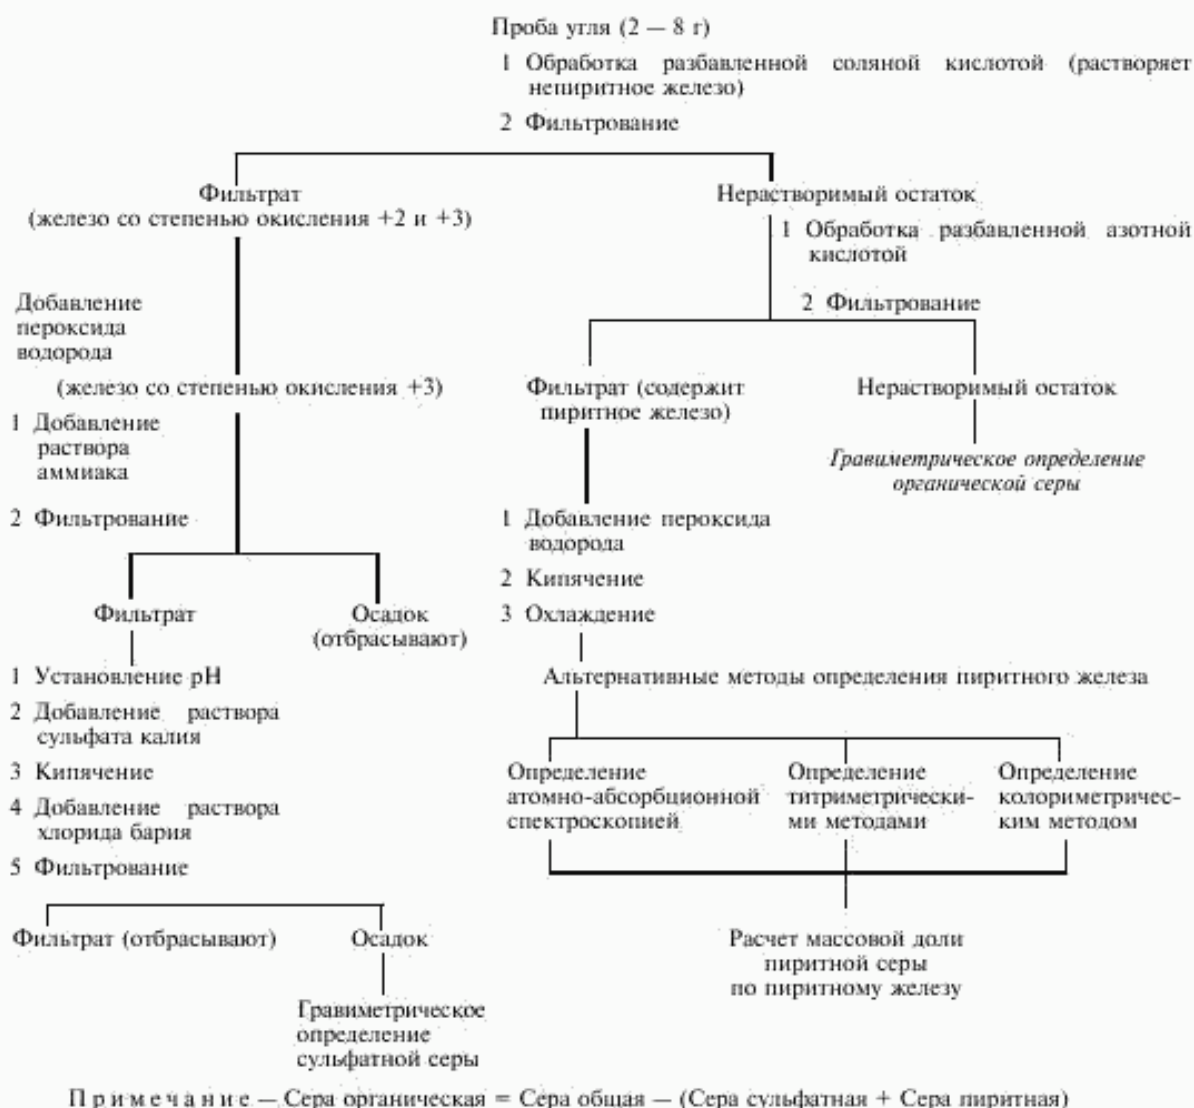 Проба угля (2 — 8 г)
1 Обработка разбавленной соляной кислотой (растворяет
непиритное железо)
2 Фильтрование
Фильтрат
(железо со степенью окисления +2 и +3)
Нерастворимый остаток
1 Обработка разбавленной азотной
кислотой
2 Фильтрование
Добавление
пероксида
водорода
(железо со степенью окисления +3)
1 Добавление
раствора
аммиака
2 Фильтрование
Фильтрат
Осадок
(отбрасывают)
1 Установление pH
2 Добавление раствора
сульфата калия
3 Кипячение
4 Добавление раствора
хлорида бария
5 Фильтрование
Фильтрат (отбрасывают)
Осадок
Гравиметрическое
определение
сульфатной серы
Фильтрат (содержит
пиритное железо)
Нерастворимый остаток
Гравиметрическое определение
органической серы
1 Добавление пероксида
водорода
2 Кипячение
3 Охлаждение
Альтернативные методы определения пиритного железа
Определение
атомно-абсорбционной
спектроскопией
Определение
титриметрически-
ми методами
Определение
колориметричес-
ким методом
Расчет массовой доли
пиритной серы
по пиритному железу
Примечание — Сера органическая = Сера общая — (Сера сульфатная + Сера пиритная)